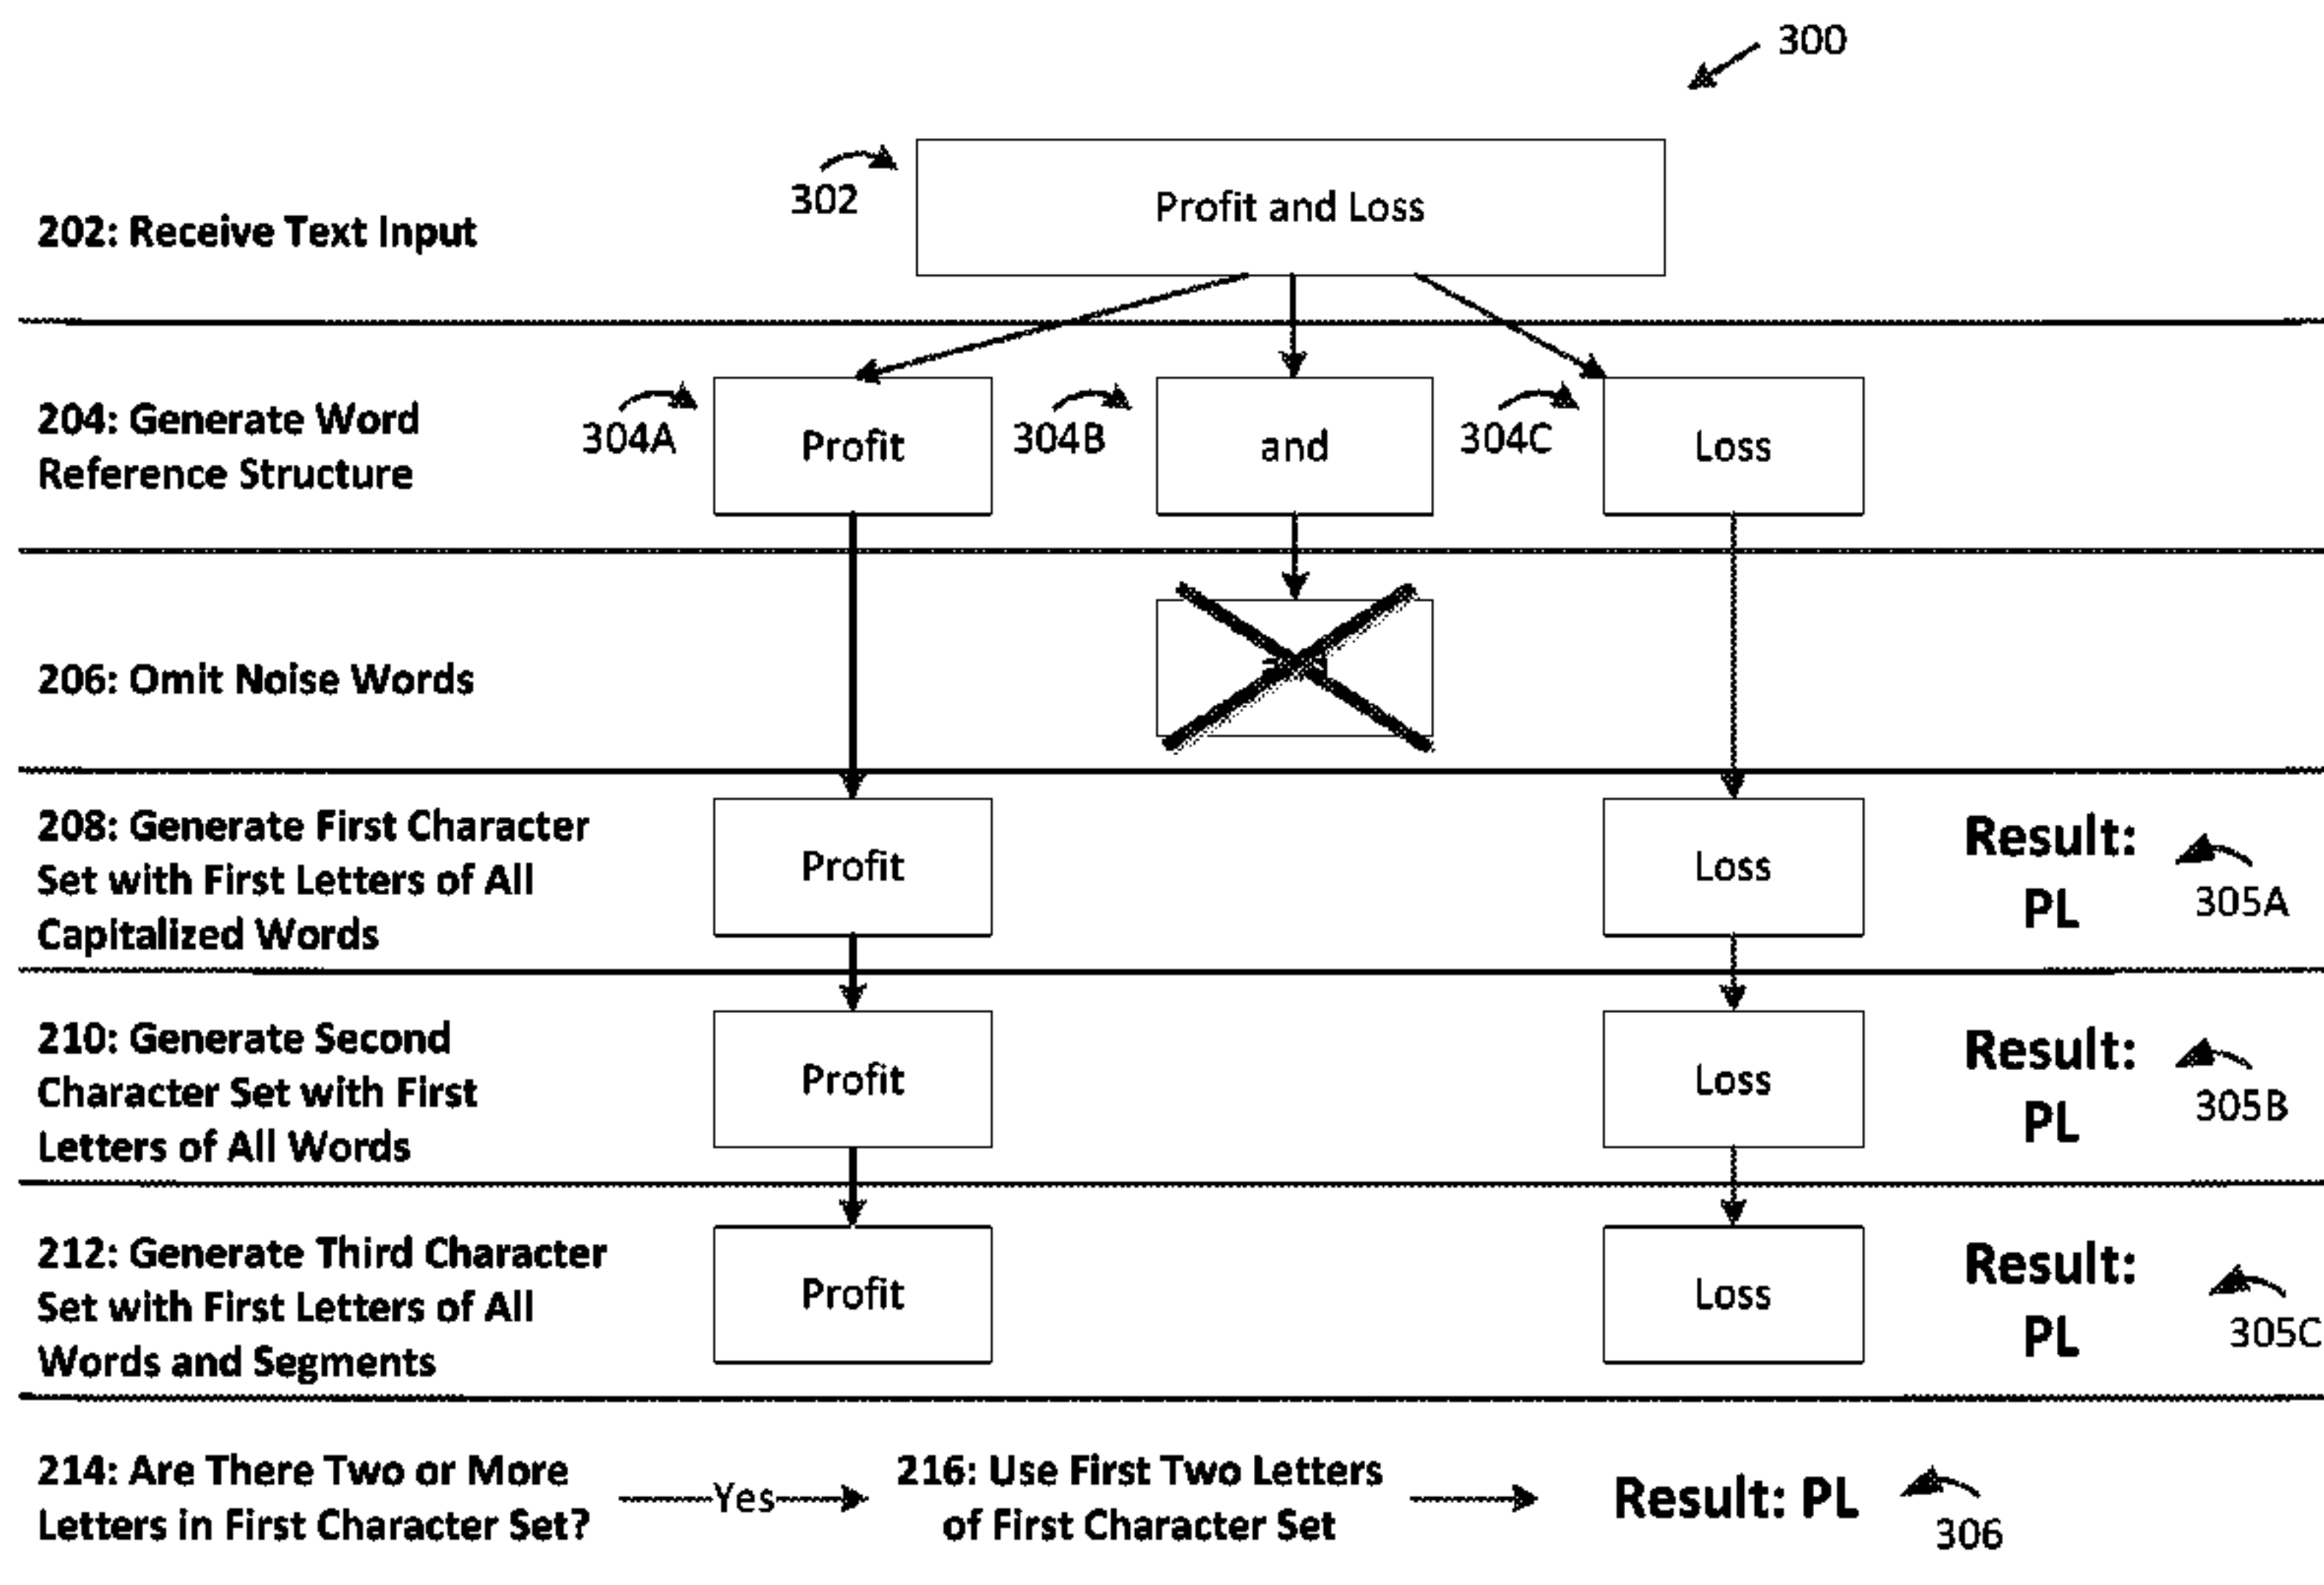 300
302
Profit and Loss
202: Receive Text Input
204: Generate Word
Reference Structure
304A
Profit
304B
and
304C
Loss
206: Omit Noise Words
208: Generate First Character
Set with First Letters of All
Capitalized Words
Profit
Loss
Result:
PL
305A
210: Generate Second
Character Set with First
Letters of All Words
Profit
Loss
Result:
PL
305B
212: Generate Third Character
Set with First Letters of All
Words and Segments
Profit
Loss
Result:
PL
305C
214: Are There Two or More
Letters in First Character Set?
Yes
216: Use First Two Letters
of First Character Set
Result: PL
306